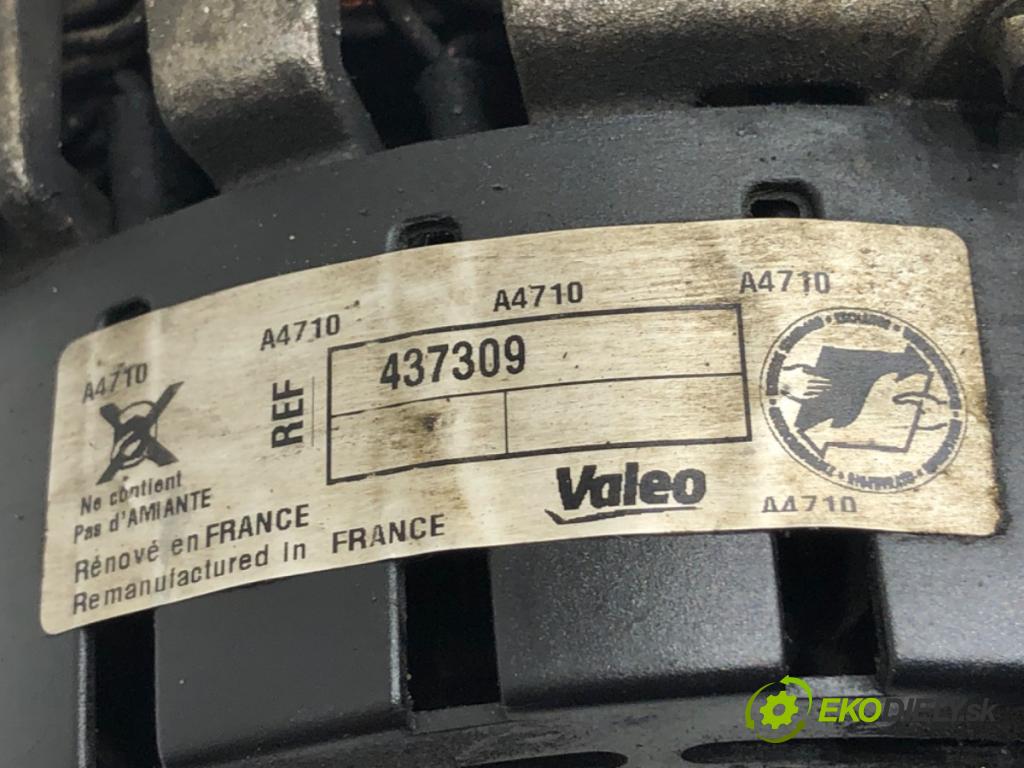 A4710
A4710
A4710
A4710
REF
437309
Ne contient
Pas d'AMIANTE
Valeo
A4710
Rénové en FRANCE
Remanufactured in FRANCE
EKODIELY.sk